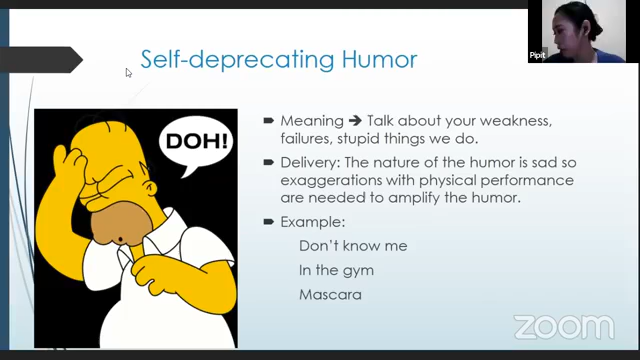 Self-deprecating Humor
Pipit
DOH!
Meaning ➔ Talk about your weakness,
failures, stupid things we do.
Delivery: The nature of the humor is sad so
exaggerations with physical performance
are needed to amplify the humor.
Example:
Don't know me
In the gym
Mascara
zoom